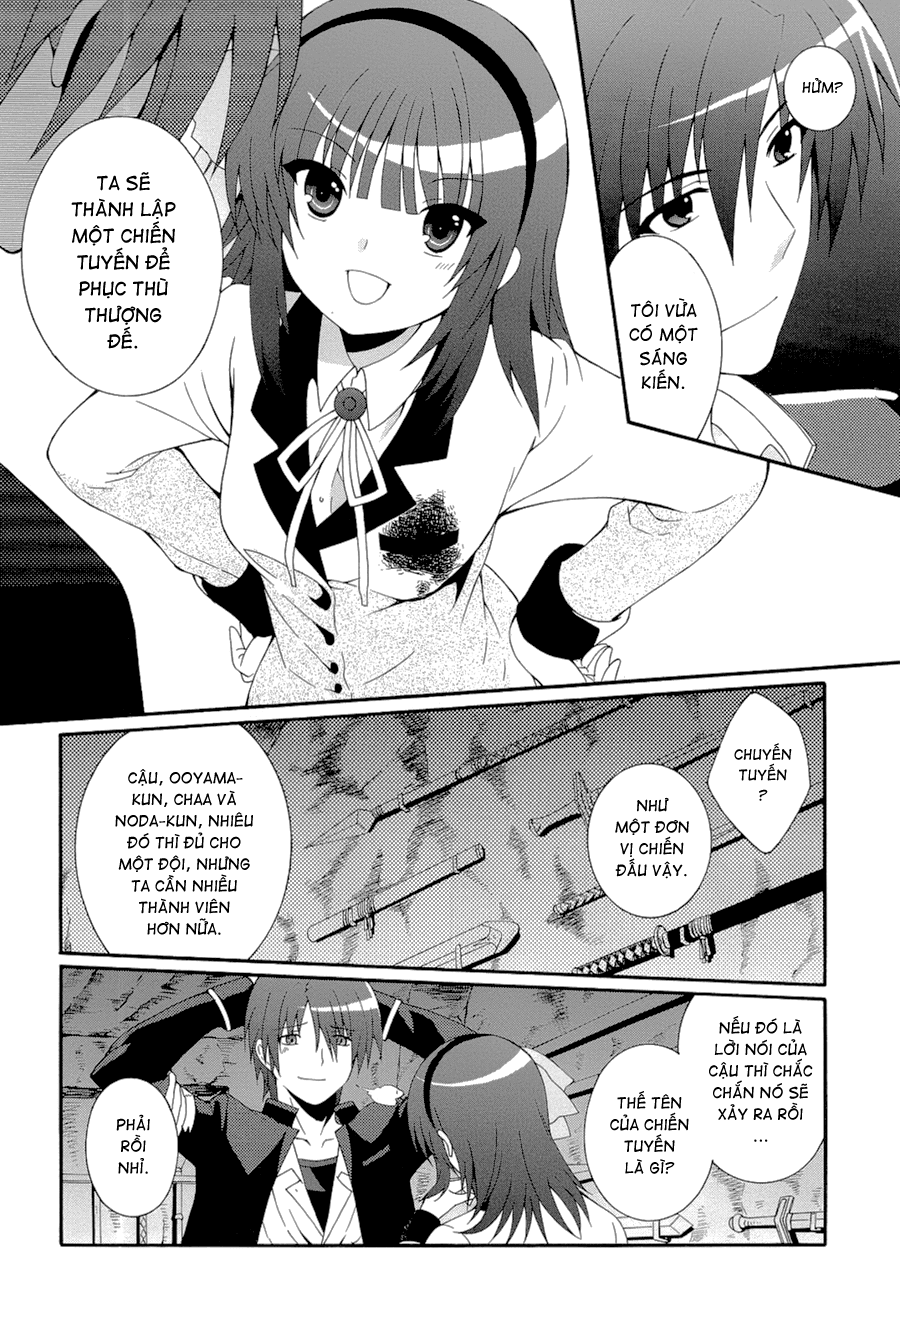 HỬM?
TÔI VỪA
CÓ MỘT
SÁNG
KIẾN.
TA SẼ
THÀNH LẬP
MỘT CHIẾN
TUYẾN ĐỂ
PHỤC THÙ
THƯỢNG
ĐẾ.
CHUYẾN
TUYẾN
?
NHƯ
MỘT ĐƠN
VỊ CHIẾN
ĐẤU VẬY.
CẬU, OOYAMA-
KUN, CHAA VÀ
NODA-KUN, NHIÊU
ĐÓ THÌ ĐỦ CHO
MỘT ĐỘI, NHƯNG
TA CẦN NHIỀU
THÀNH VIÊN
HƠN NỮA.
NẾU ĐÓ LÀ
LỜI NÓI CỦA
CẬU THÌ CHẮC
CHẮN NÓ SẼ
XẢY RA RỒI
...
THẾ TÊN
CỦA CHIẾN
TUYẾN
LÀ GÌ?
PHẢI
RỒI
NHỈ.